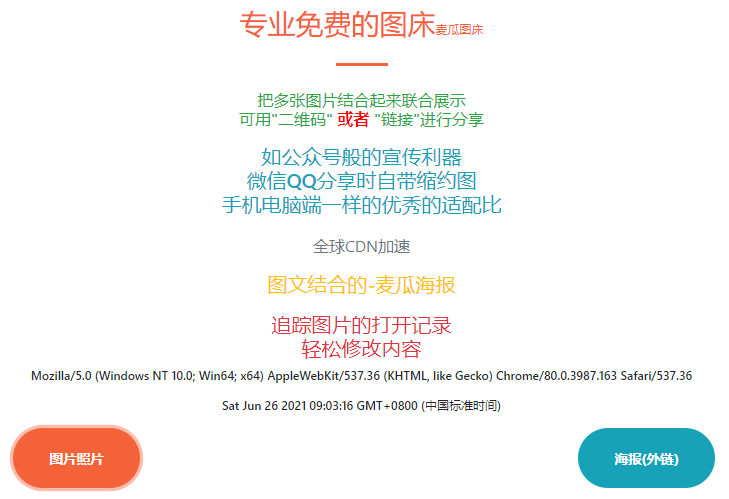 专业免费的图床麦瓜图床
把多张图片结合起来联合展示
可用"二维码" 或者 "链接"进行分享
如公众号般的宣传利器
微信QQ分享时自带缩约图
手机电脑端一样的优秀的适配比
全球CDN加速
图文结合的-麦瓜海报
追踪图片的打开记录
轻松修改内容
Mozilla/5.0 (Windows NT 10.0; Win64; x64) AppleWebKit/537.36 (KHTML, like Gecko) Chrome/80.0.3987.163 Safari/537.36
Sat Jun 26 2021 09:03:16 GMT+0800 (中国标准时间)
图片照片
海报(外链)